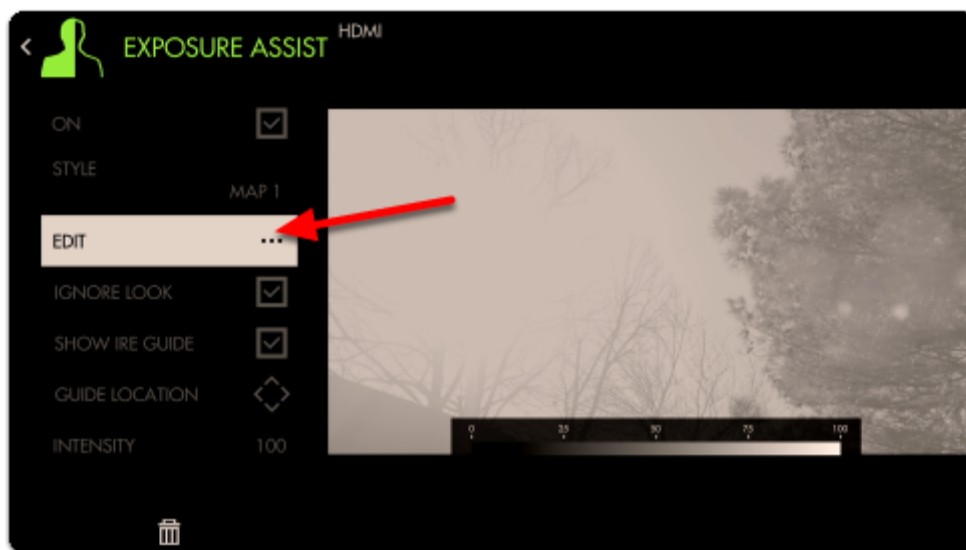 EXPOSURE ASSIST
HDMI
ON
STYLE
MAP 1
EDIT ...
IGNORE LOOK
SHOW IRE GUIDE
GUIDE LOCATION
INTENSITY 100
0 25 50 75 100